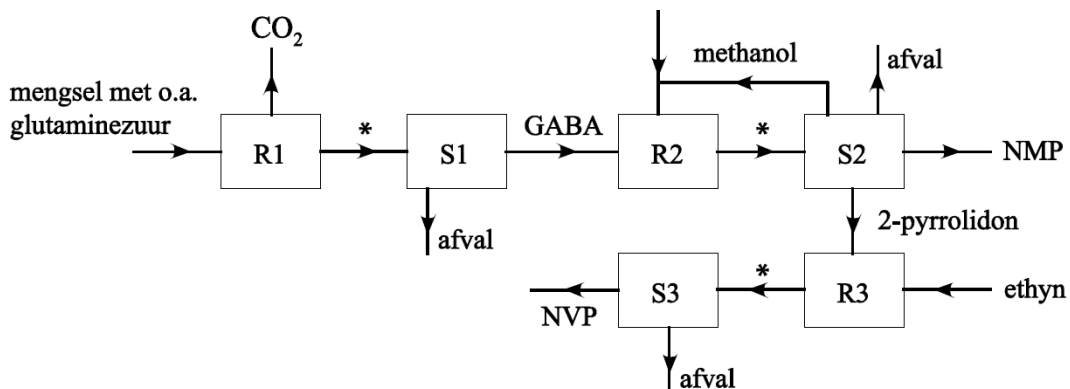 CO₂
methanol
afval
mengsel met o.a.
glutaminezuur
R1
*
S1
GABA
R2
*
S2
NMP
afval
2-pyrrolidon
NVP
S3
*
R3
ethyn
afval